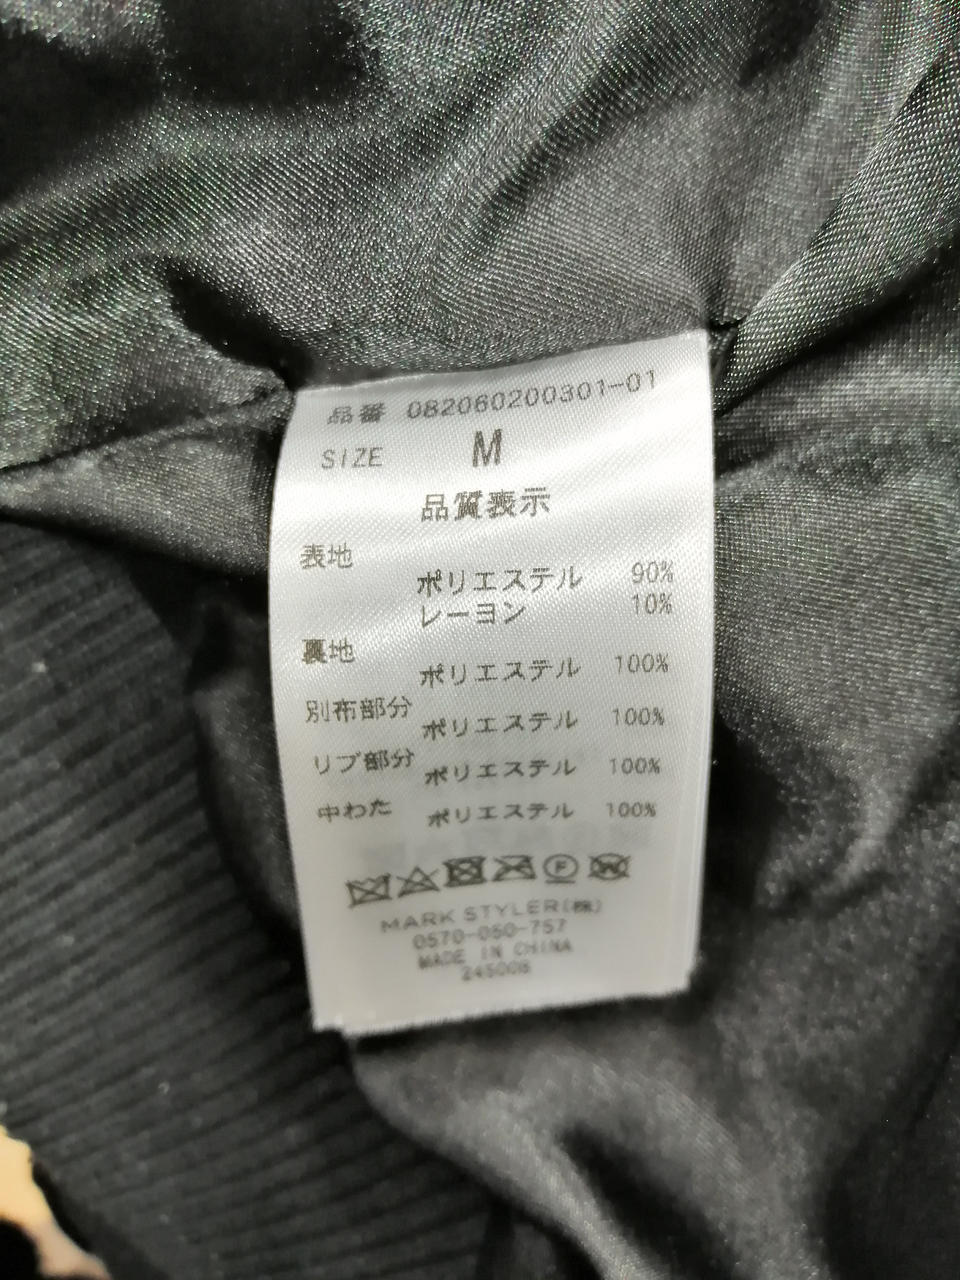 品番 082060200301-01
SIZE M
品質表示
表地
ポリエステル 90%
レーヨン 10%
裏地
ポリエステル 100%
別布部分
ポリエステル 100%
リブ部分
ポリエステル 100%
中わた
ポリエステル 100%
MARK STYLER(株)
0570-050-757
MADE IN CHINA
245008